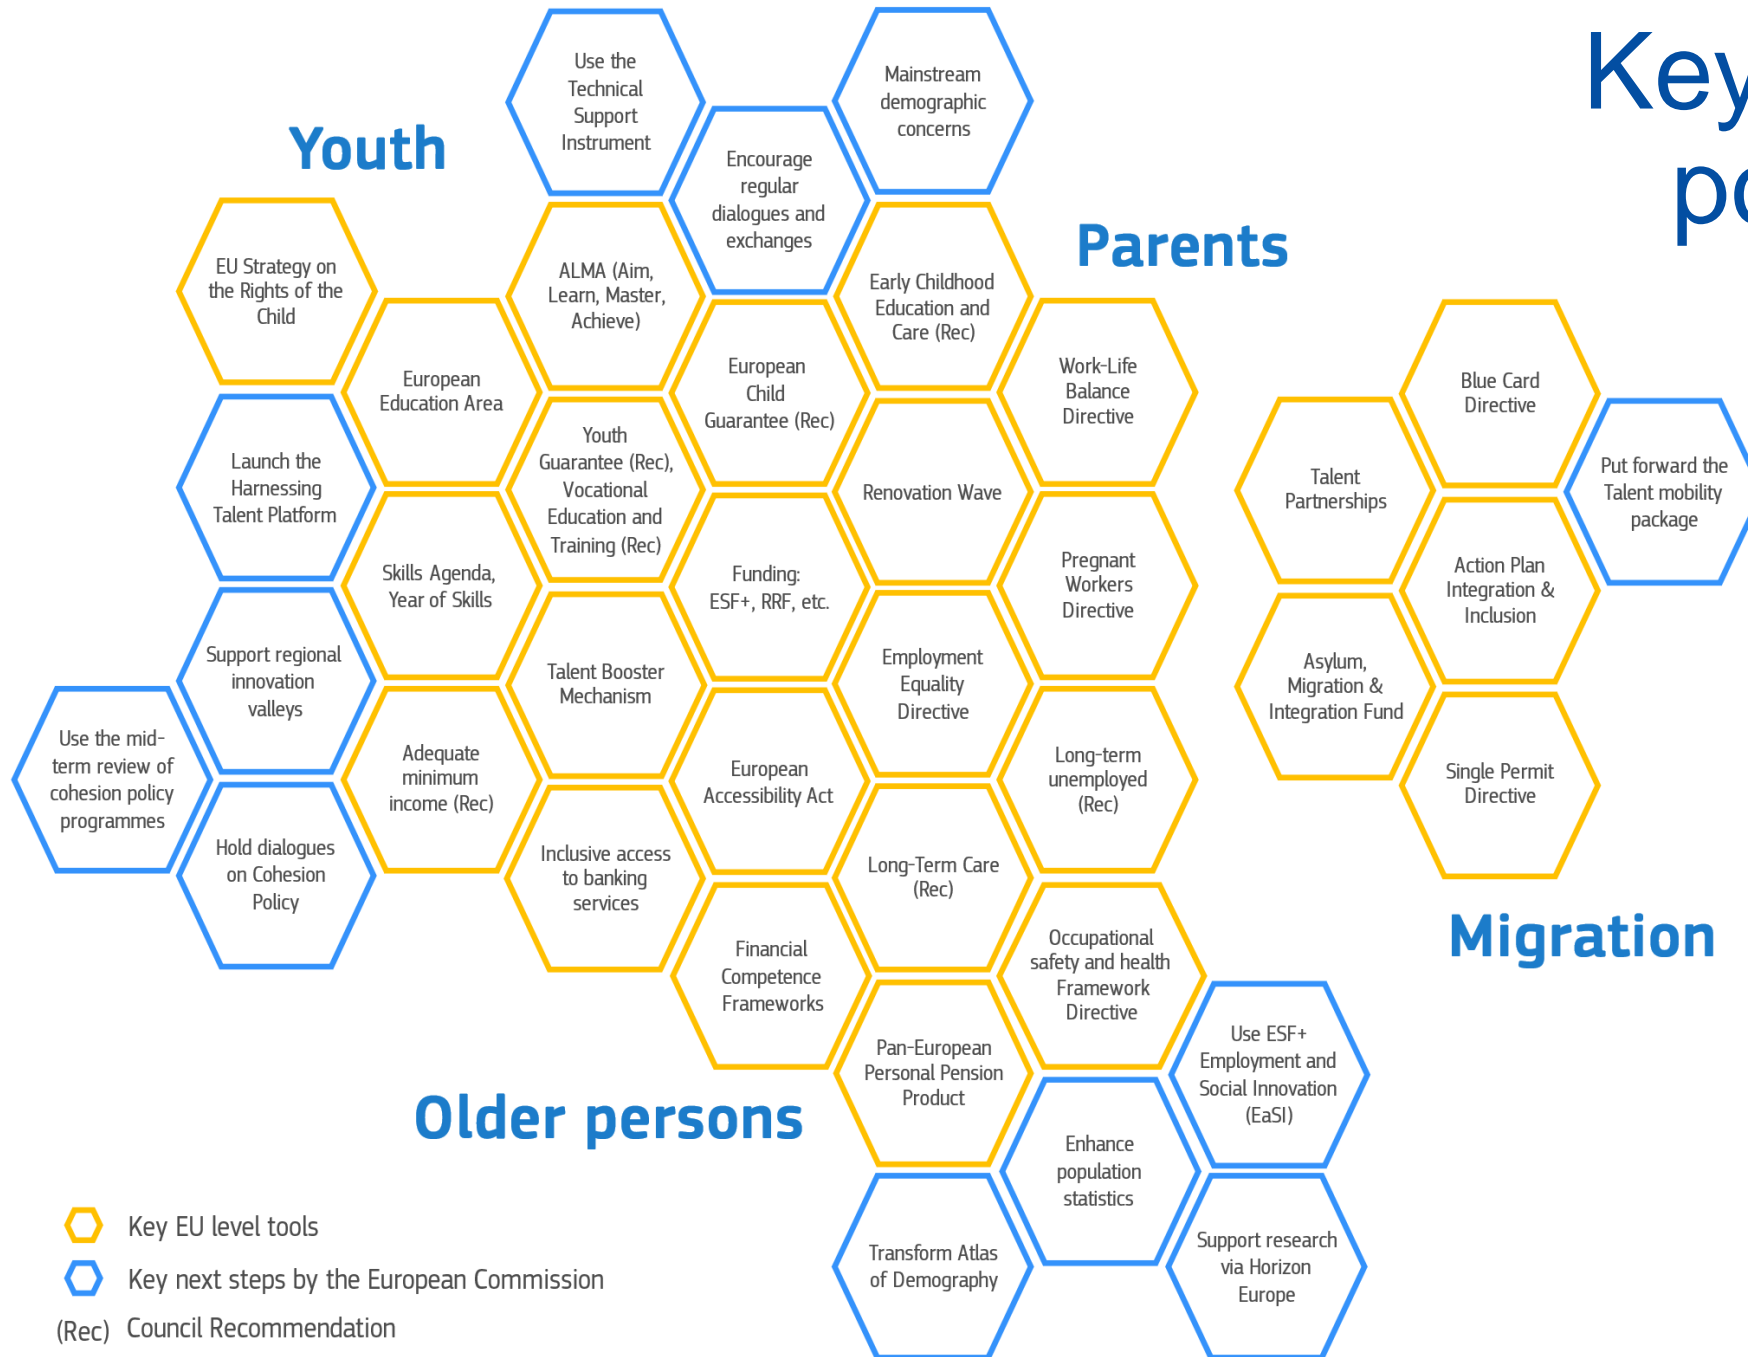 Key
po
Youth
Parents
Migration
Older persons
Use the
Technical
Support
Instrument
Mainstream
demographic
concerns
Encourage
regular
dialogues and
exchanges
EU Strategy on
the Rights of the
Child
ALMA (Aim,
Learn, Master,
Achieve)
Early Childhood
Education and
Care (Rec)
European
Education Area
European
Child
Guarantee (Rec)
Work-Life
Balance
Directive
Launch the
Harnessing
Talent Platform
Youth
Guarantee (Rec),
Vocational
Education and
Training (Rec)
Renovation Wave
Skills Agenda,
Year of Skills
Funding:
ESF+, RRF, etc.
Pregnant
Workers
Directive
Support regional
innovation
valleys
Talent Booster
Mechanism
Employment
Equality
Directive
Use the mid-
term review of
cohesion policy
programmes
Adequate
minimum
income (Rec)
European
Accessibility Act
Long-term
unemployed
(Rec)
Hold dialogues
on Cohesion
Policy
Inclusive access
to banking
services
Long-Term Care
(Rec)
Financial
Competence
Frameworks
Occupational
safety and health
Framework
Directive
Pan-European
Personal Pension
Product
Use ESF+
Employment and
Social Innovation
(EaSI)
Enhance
population
statistics
Transform Atlas
of Demography
Support research
via Horizon
Europe
Blue Card
Directive
Talent
Partnerships
Put forward the
Talent mobility
package
Action Plan
Integration &
Inclusion
Asylum,
Migration &
Integration Fund
Single Permit
Directive
Key EU level tools
Key next steps by the European Commission
(Rec) Council Recommendation